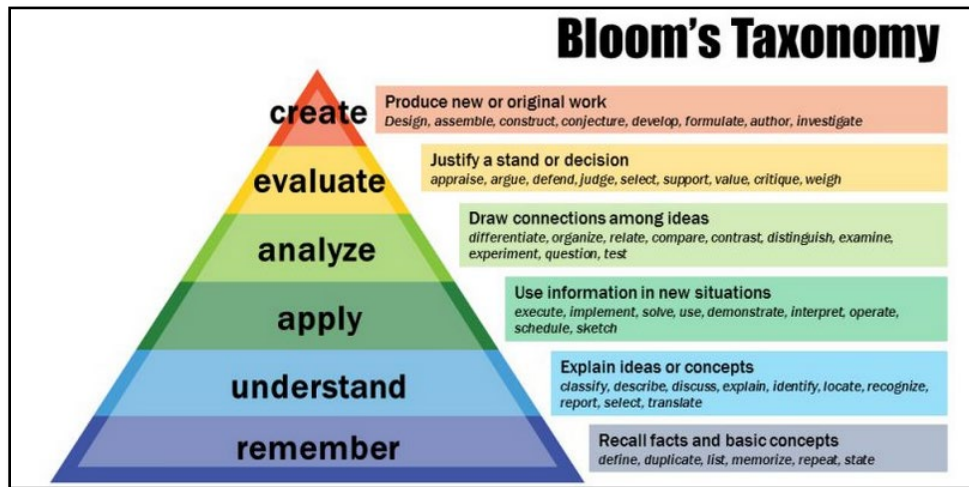 Bloom's Taxonomy
create
Produce new or original work
Design, assemble, construct, conjecture, develop, formulate, author, investigate
evaluate
Justify a stand or decision
appraise, argue, defend, judge, select, support, value, critique, weigh
analyze
Draw connections among ideas
differentiate, organize, relate, compare, contrast, distinguish, examine,
experiment, question, test
apply
Use information in new situations
execute, implement, solve, use, demonstrate, interpret, operate,
schedule, sketch
understand
Explain ideas or concepts
classify, describe, discuss, explain, identify, locate, recognize,
report, select, translate
remember
Recall facts and basic concepts
define, duplicate, list, memorize, repeat, state